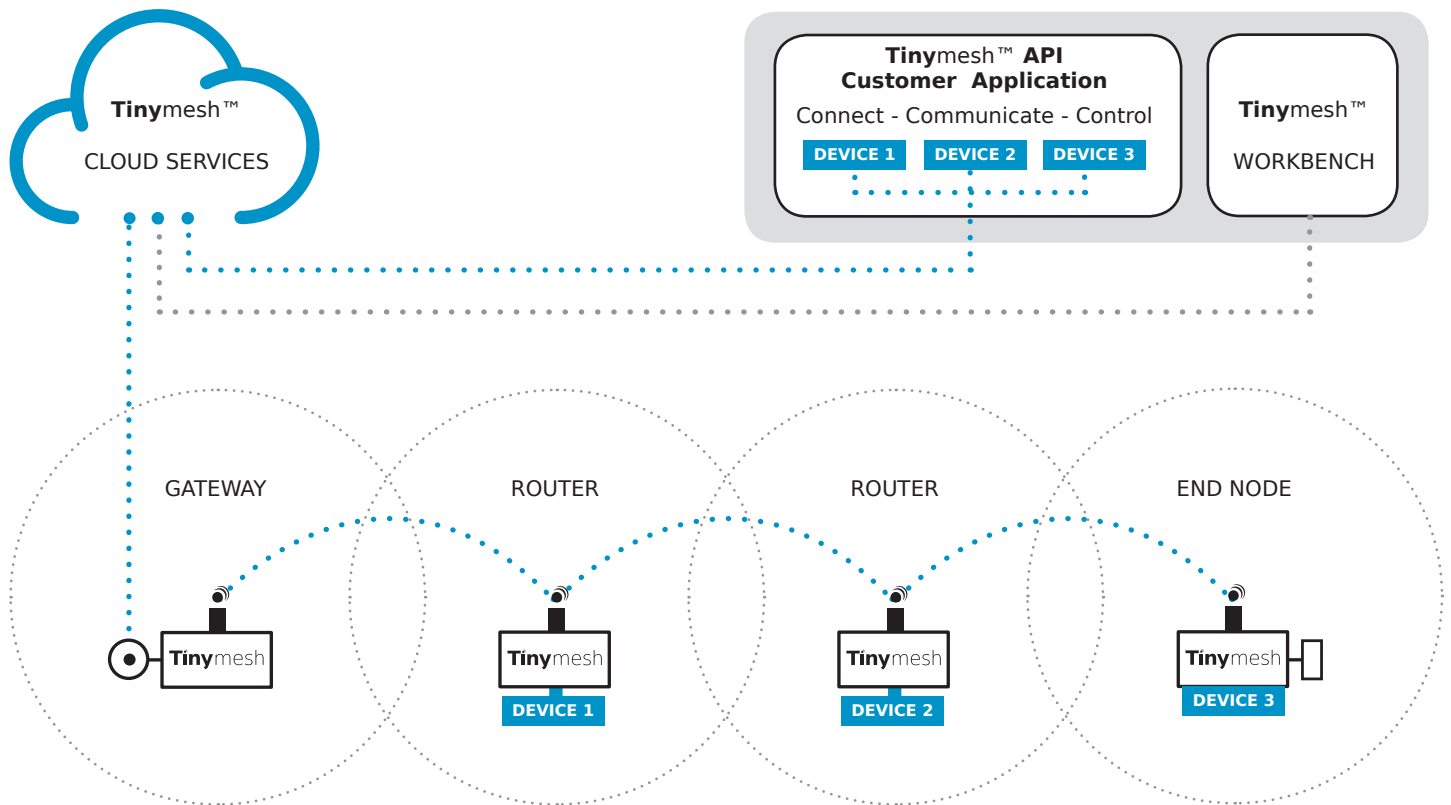 Tinymesh™
CLOUD SERVICES
Tinymesh™ API
Customer Application
Connect - Communicate - Control
DEVICE 1 DEVICE 2 DEVICE 3
Tinymesh™
WORKBENCH
GATEWAY ROUTER ROUTER END NODE
Tinymesh Tinymesh Tinymesh Tinymesh
DEVICE 1 DEVICE 2 DEVICE 3